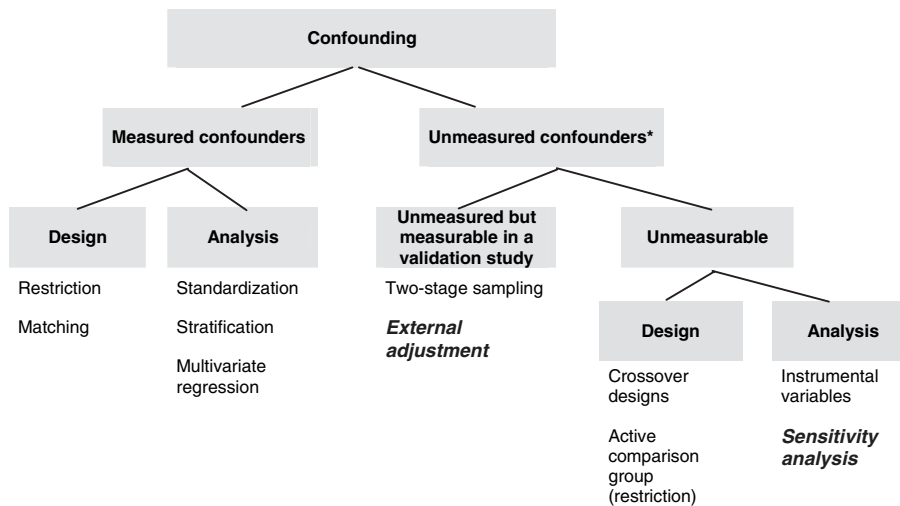 Confounding
Measured confounders
Unmeasured confounders*
Design
Restriction
Matching
Analysis
Standardization
Stratification
Multivariate
regression
Unmeasured but
measurable in a
validation study
Two-stage sampling
External
adjustment
Unmeasurable
Design
Crossover
designs
Active
comparison
group
(restriction)
Analysis
Instrumental
variables
Sensitivity
analysis